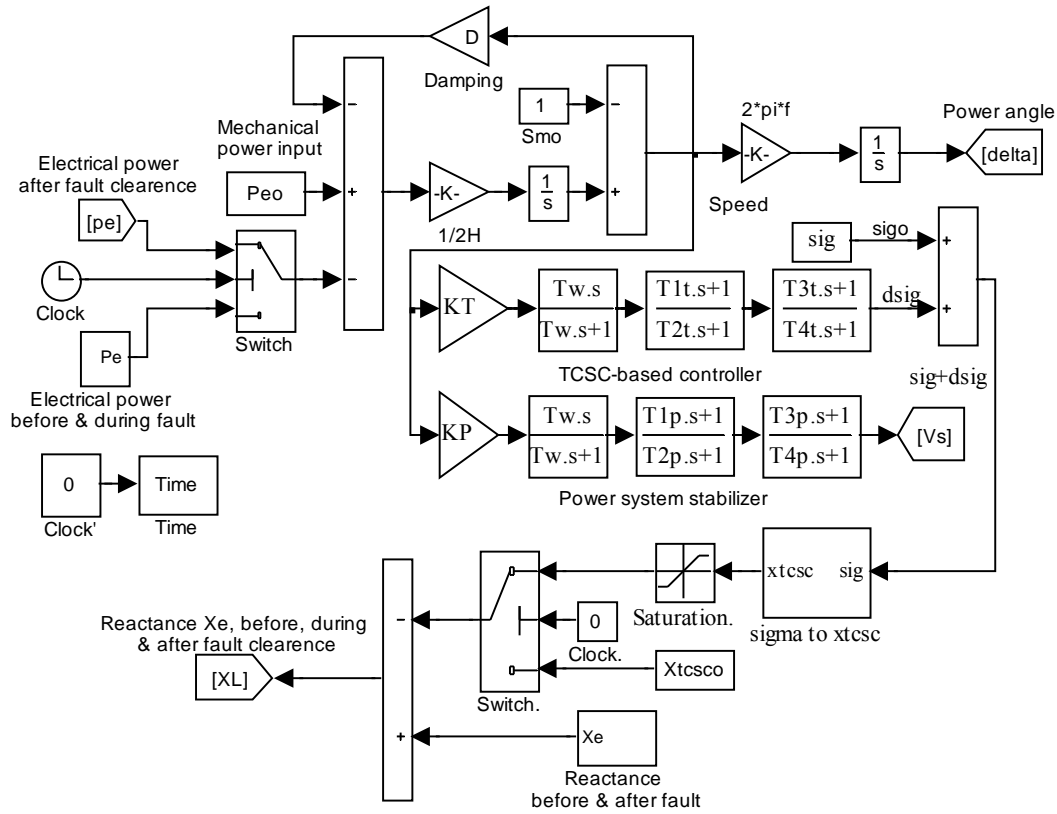 D
Damping
2*pi*f
Power angle
−
−
1
Smo
Mechanical
power input
-K-
1
s
[delta]
Electrical power
after fault clearence
Peo
+
-K-
1
s
+
Speed
[pe]
1/2H
sig
sigo
+
−
KT
Tw.s
Tw.s+1
T1t.s+1
T2t.s+1
T3t.s+1
T4t.s+1
dsig
+
Clock
Switch
Pe
TCSC-based controller
sig+dsig
Electrical power
before & during fault
KP
Tw.s
Tw.s+1
T1p.s+1
T2p.s+1
T3p.s+1
T4p.s+1
[Vs]
0
Time
Power system stabilizer
Clock'
Time
xtcsc
sig
Reactance Xe, before, during
& after fault clearence
−
0
Saturation.
sigma to xtcsc
Clock.
[XL]
Xtcsco
Switch.
+
Xe
Reactance
before & after fault